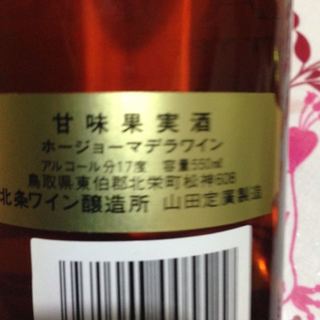 甘味果実酒
ホージョーマデラワイン
アルコール分17度 容量550ml
鳥取県東伯郡北栄町松神608
北条ワイン醸造所 山田定廣製造